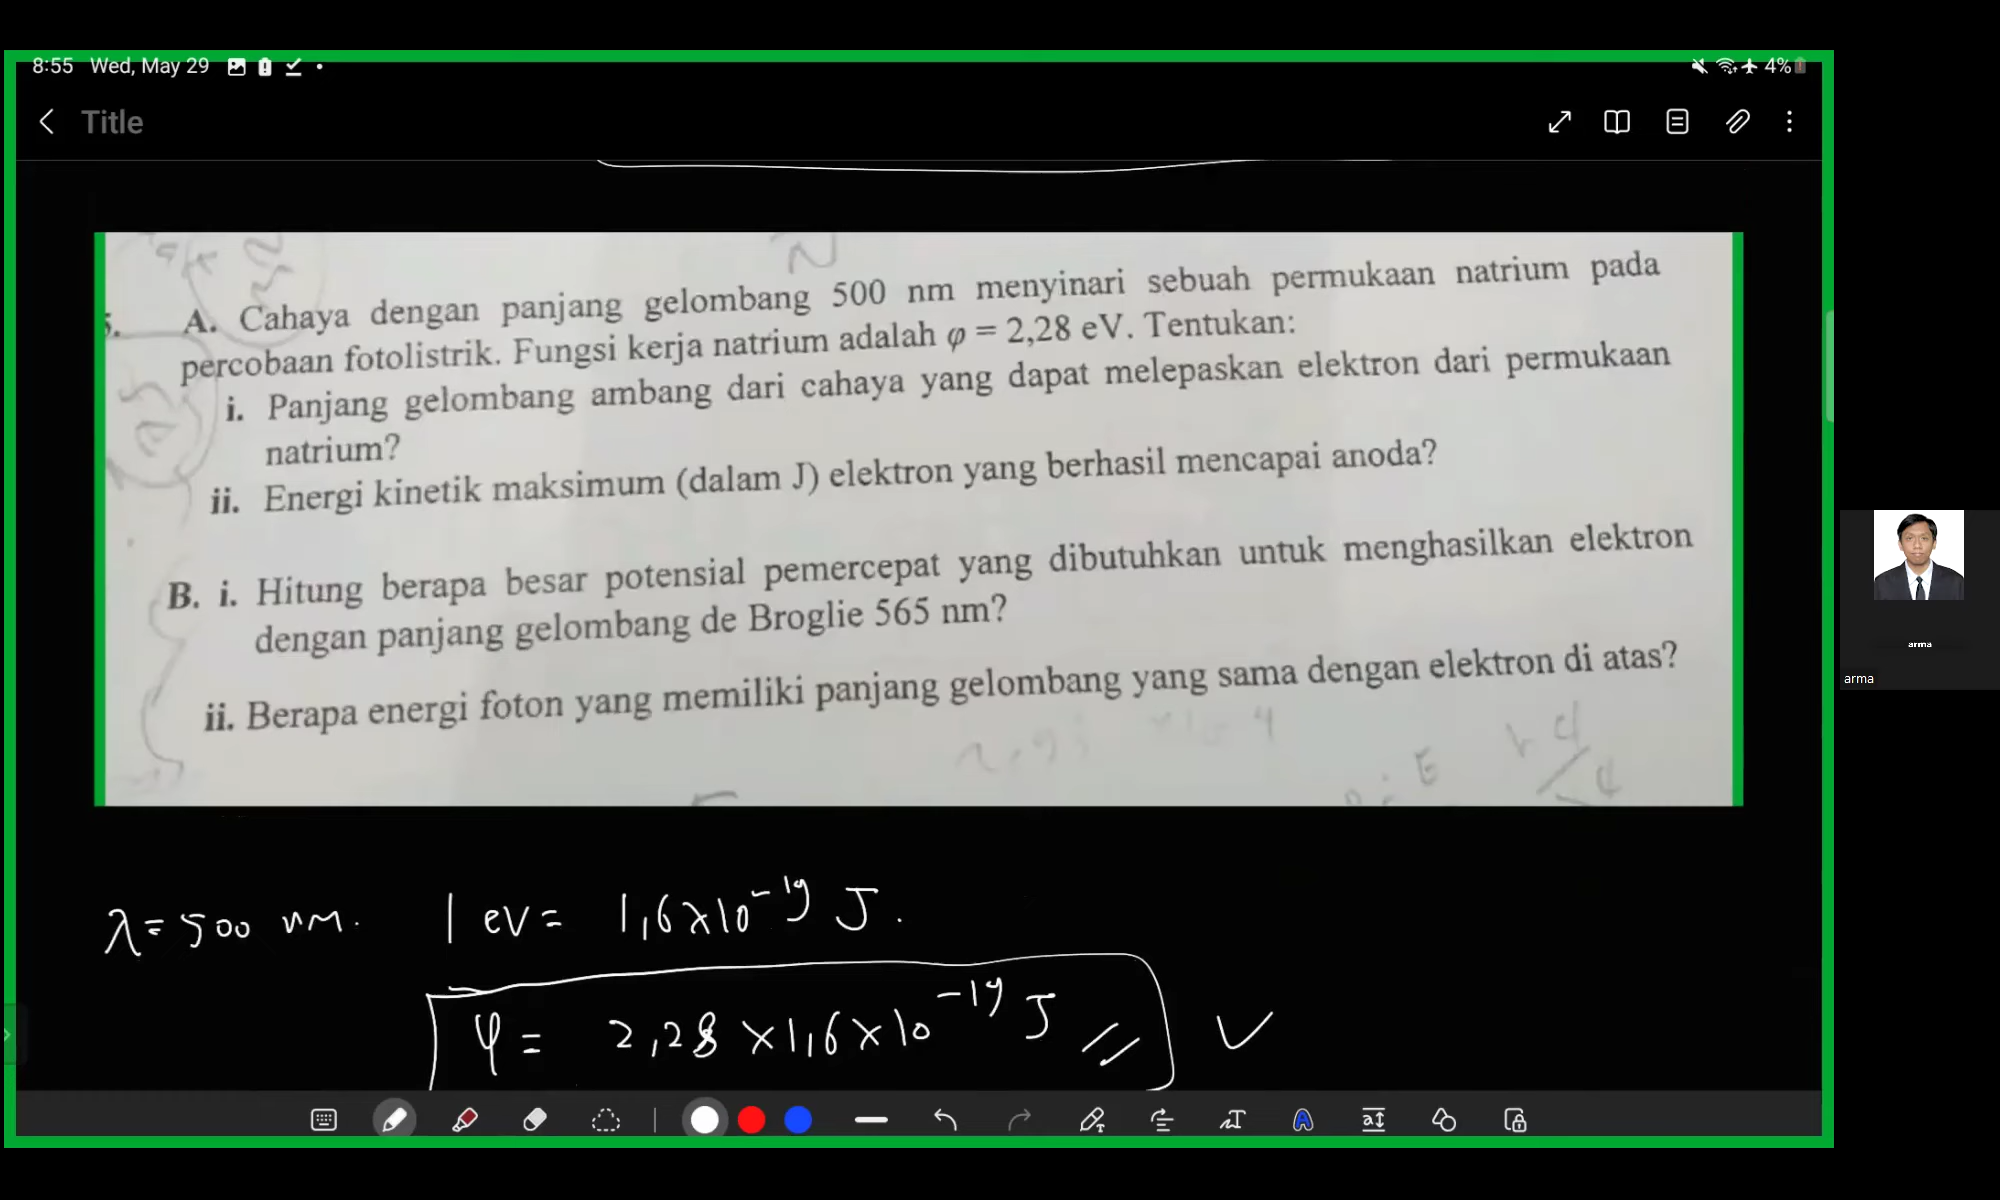 8:55 Wed, May 29
4%
Title
5. A. Cahaya dengan panjang gelombang 500 nm menyinari sebuah permukaan natrium pada
percobaan fotolistrik. Fungsi kerja natrium adalah φ = 2,28 eV. Tentukan:
i. Panjang gelombang ambang dari cahaya yang dapat melepaskan elektron dari permukaan
natrium?
ii. Energi kinetik maksimum (dalam J) elektron yang berhasil mencapai anoda?
B. i. Hitung berapa besar potensial pemercepat yang dibutuhkan untuk menghasilkan elektron
dengan panjang gelombang de Broglie 565 nm?
ii. Berapa energi foton yang memiliki panjang gelombang yang sama dengan elektron di atas?
λ = 500 nm. 1 eV = 1,6 x 10⁻¹⁹ J.
φ = 2,28 x 1,6 x 10⁻¹⁹ J
arma
arma